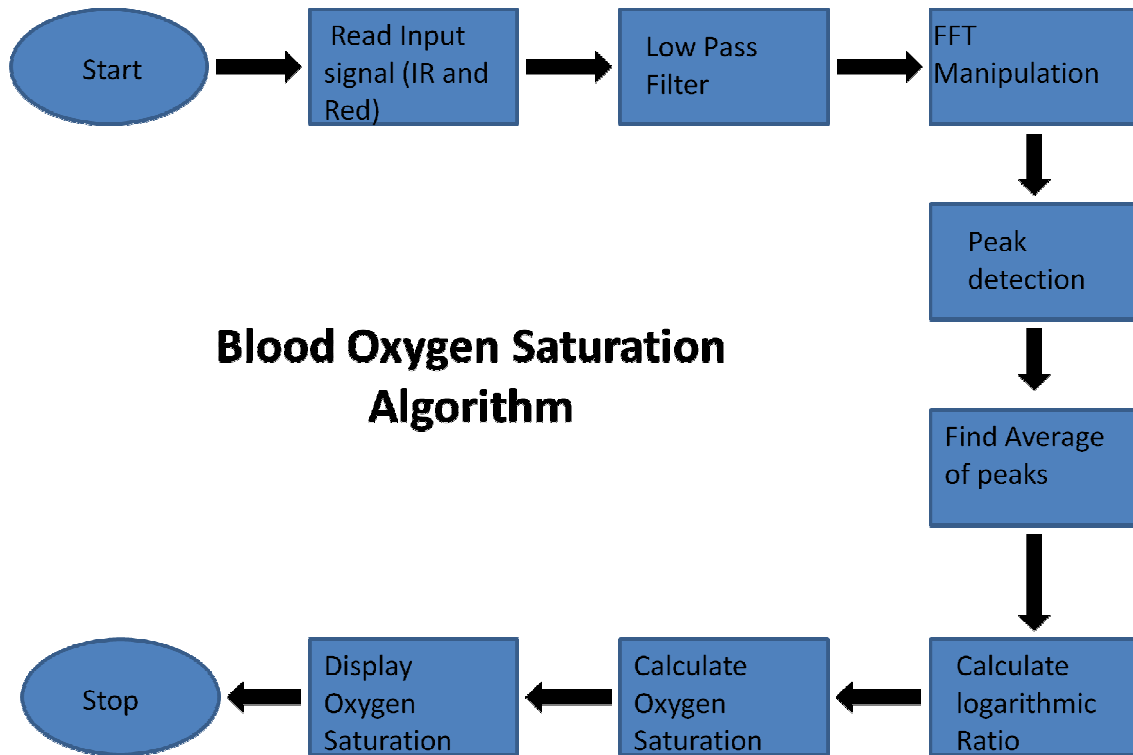 Start
Read Input
signal (IR and
Red)
Low Pass
Filter
FFT
Manipulation
Peak
detection
Blood Oxygen Saturation
Algorithm
Find Average
of peaks
Calculate
logarithmic
Ratio
Calculate
Oxygen
Saturation
Display
Oxygen
Saturation
Stop